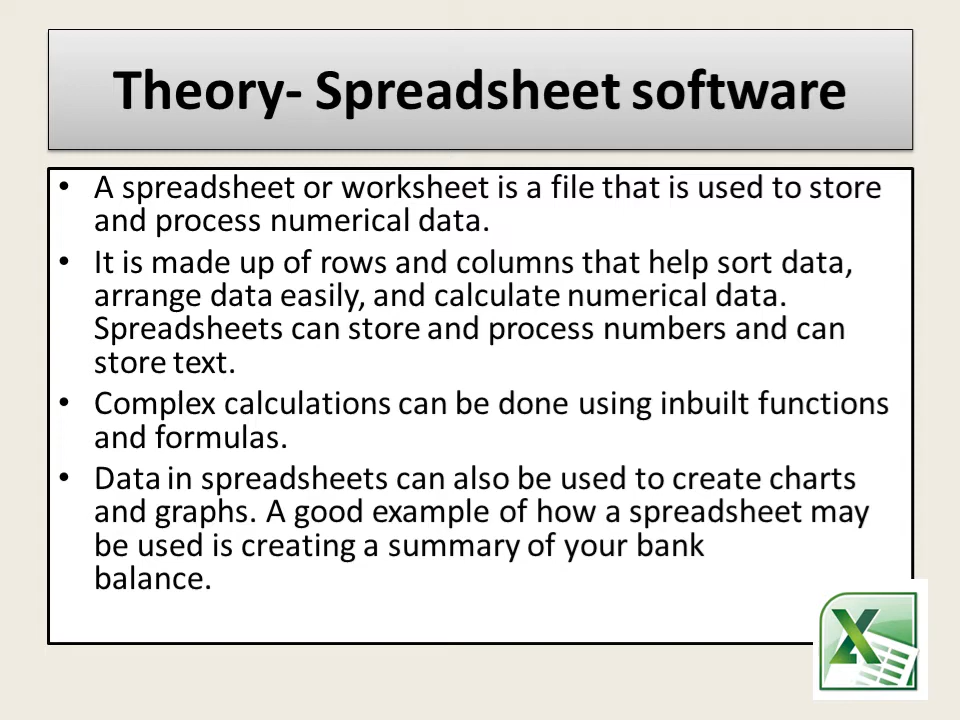 Theory- Spreadsheet software
• A spreadsheet or worksheet is a file that is used to store
and process numerical data.
• It is made up of rows and columns that help sort data,
arrange data easily, and calculate numerical data.
Spreadsheets can store and process numbers and can
store text.
• Complex calculations can be done using inbuilt functions
and formulas.
• Data in spreadsheets can also be used to create charts
and graphs. A good example of how a spreadsheet may
be used is creating a summary of your bank
balance.
X